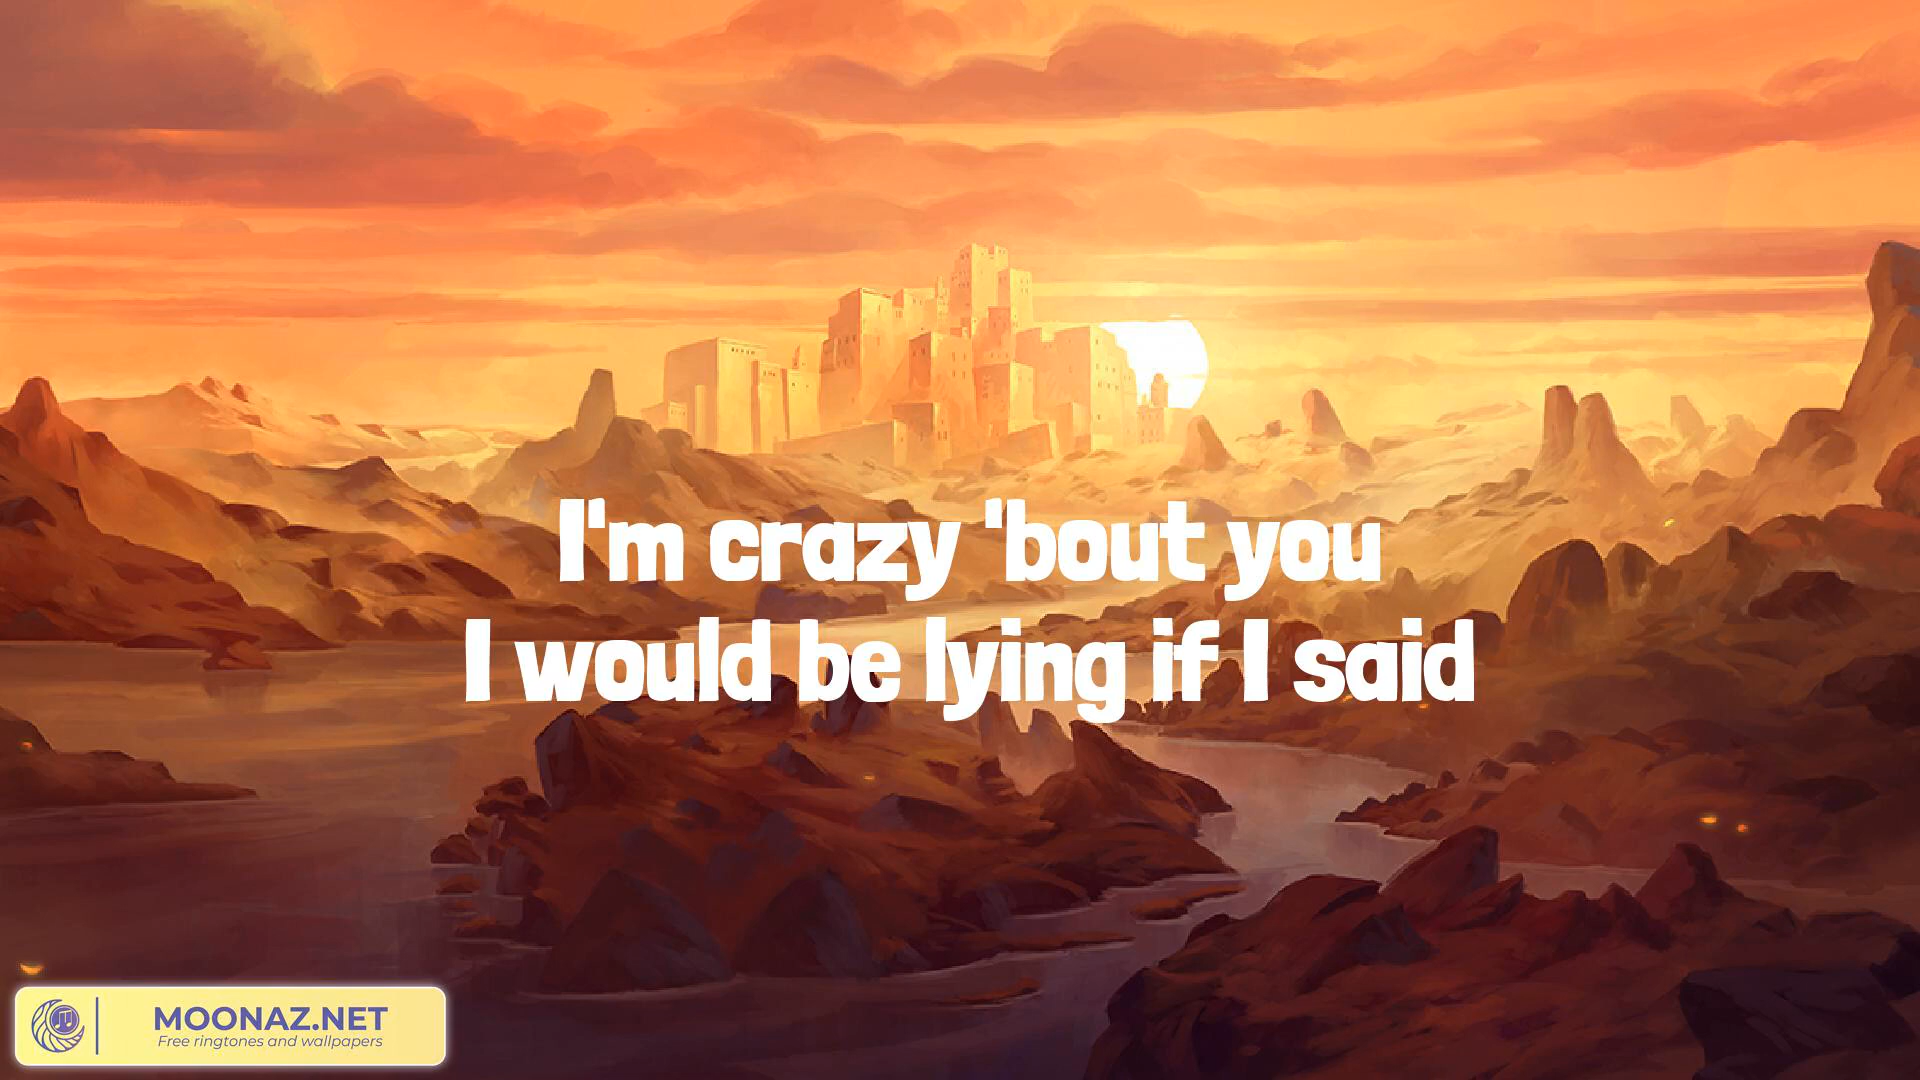 I'm crazy 'bout you
I would be lying if I said
MOONAZ.NET
Free ringtones and wallpapers